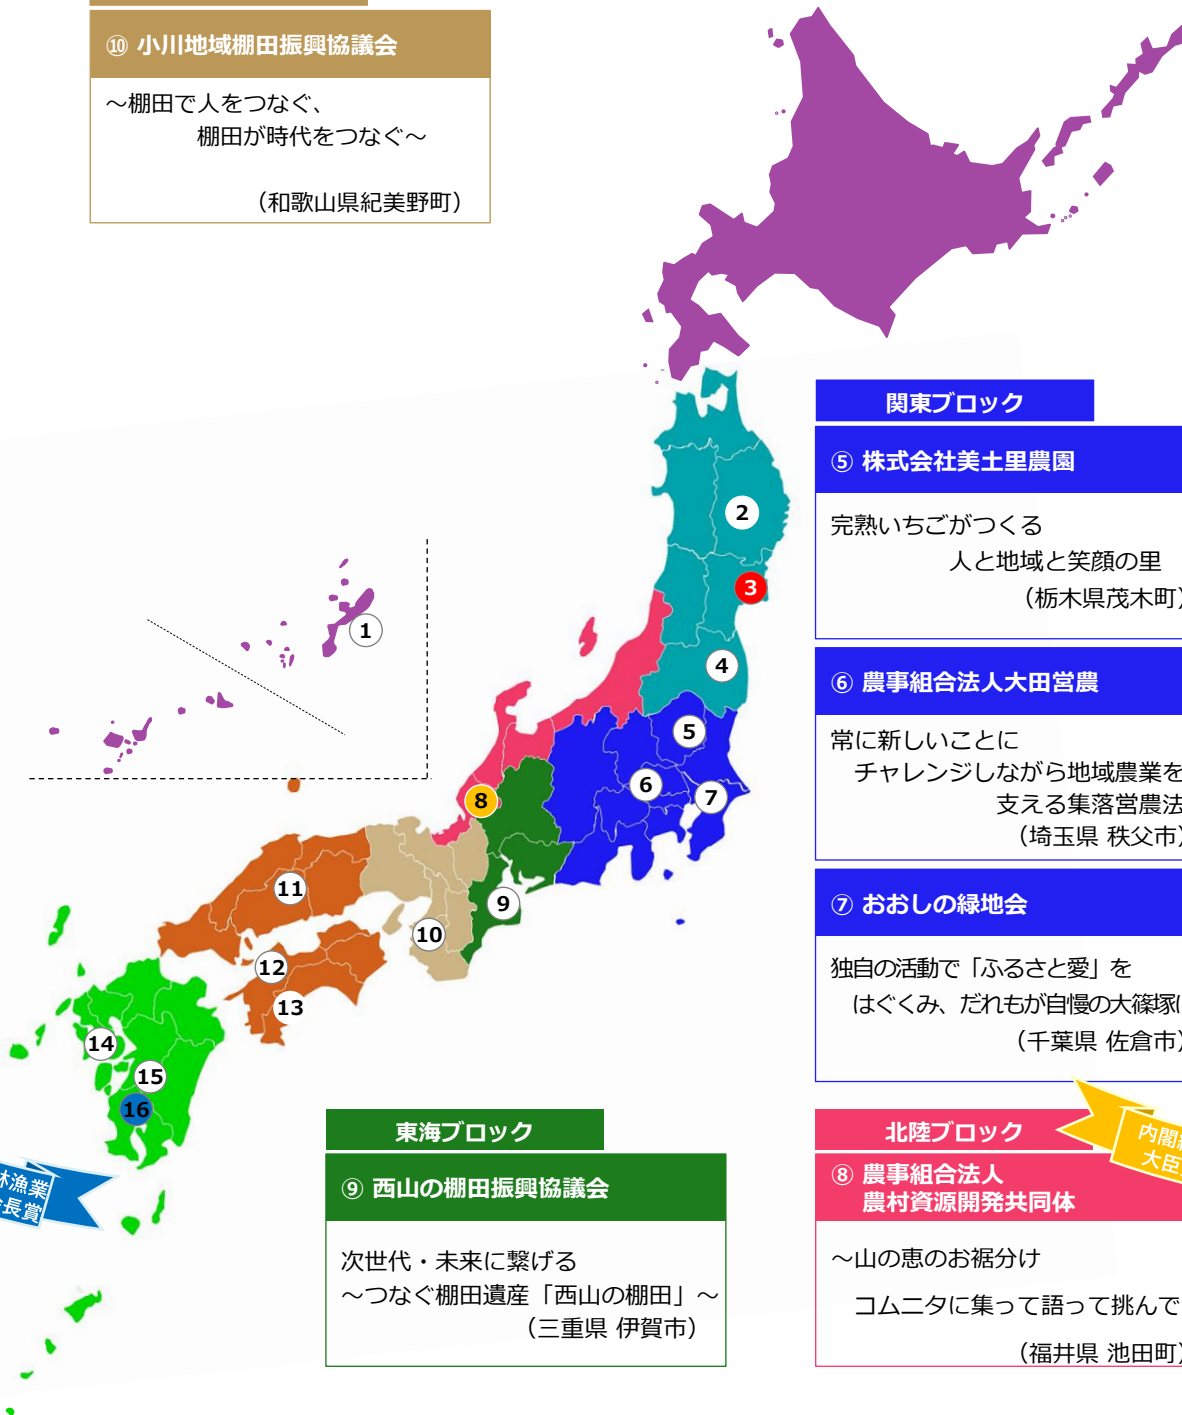 ⑩ 小川地域棚田振興協議会
～棚田で人をつなぐ、
棚田が時代をつなぐ～
（和歌山県紀美野町）
関東ブロック
⑤ 株式会社美土里農園
完熟いちごがつくる
人と地域と笑顔の里
（栃木県茂木町）
⑥ 農事組合法人大田営農
常に新しいことに
チャレンジしながら地域農業を
支える集落営農法
（埼玉県 秩父市）
⑦ おおしの緑地会
独自の活動で「ふるさと愛」を
はぐくみ、だれもが自慢の大篠塚
（千葉県 佐倉市）
北陸ブロック
内閣
大臣
⑧ 農事組合法人
農村資源開発共同体
～山の恵のお裾分け
コムニタに集って語って挑んで
（福井県 池田町）
東海ブロック
⑨ 西山の棚田振興協議会
次世代・未来に繋げる
～つなぐ棚田遺産「西山の棚田」～
（三重県 伊賀市）
林漁業
会長賞
1
2
3
4
5
6
7
8
9
10
11
12
13
14
15
16